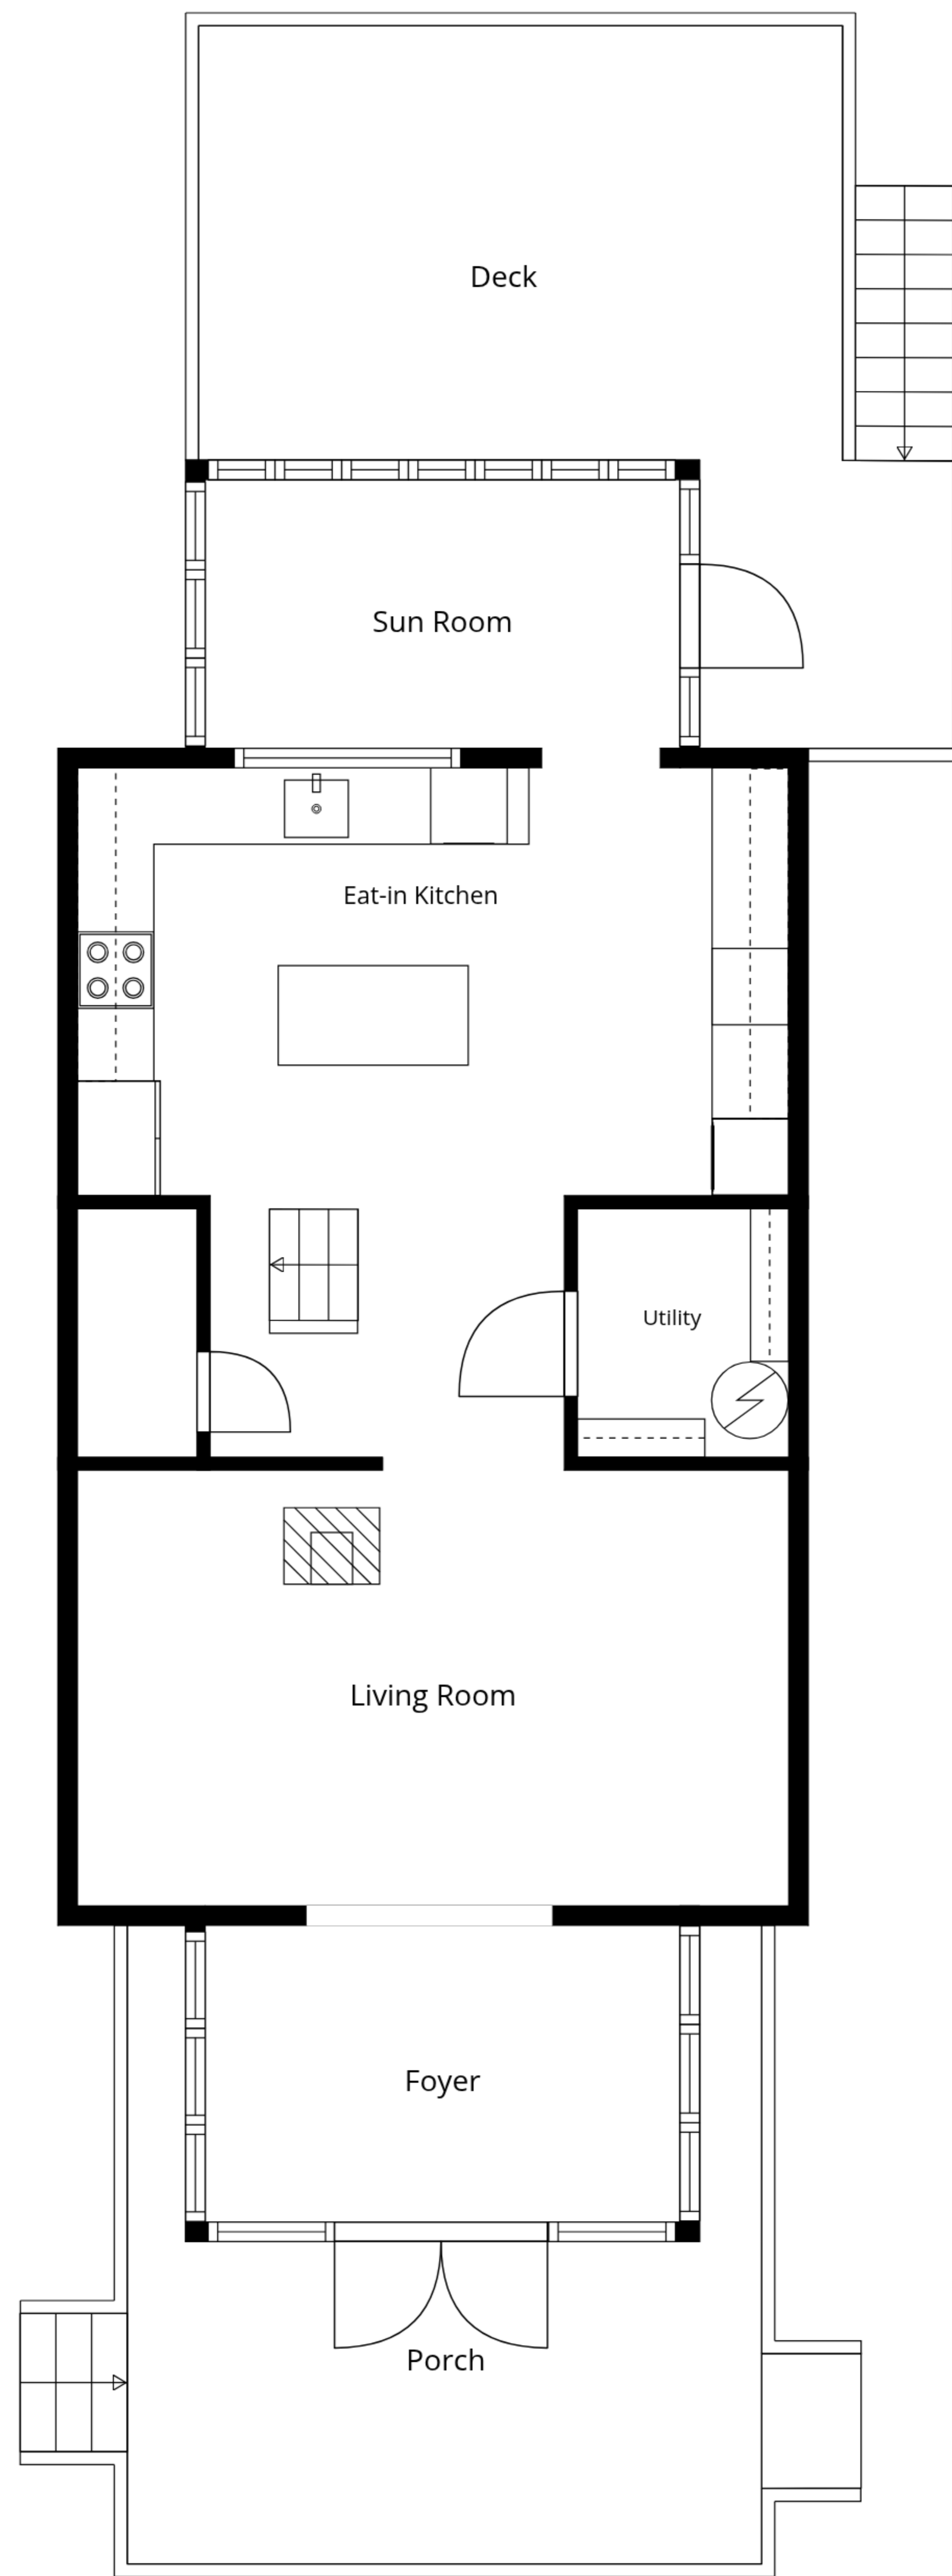 Deck
Sun Room
Eat-in Kitchen
Utility
Living Room
Foyer
Porch